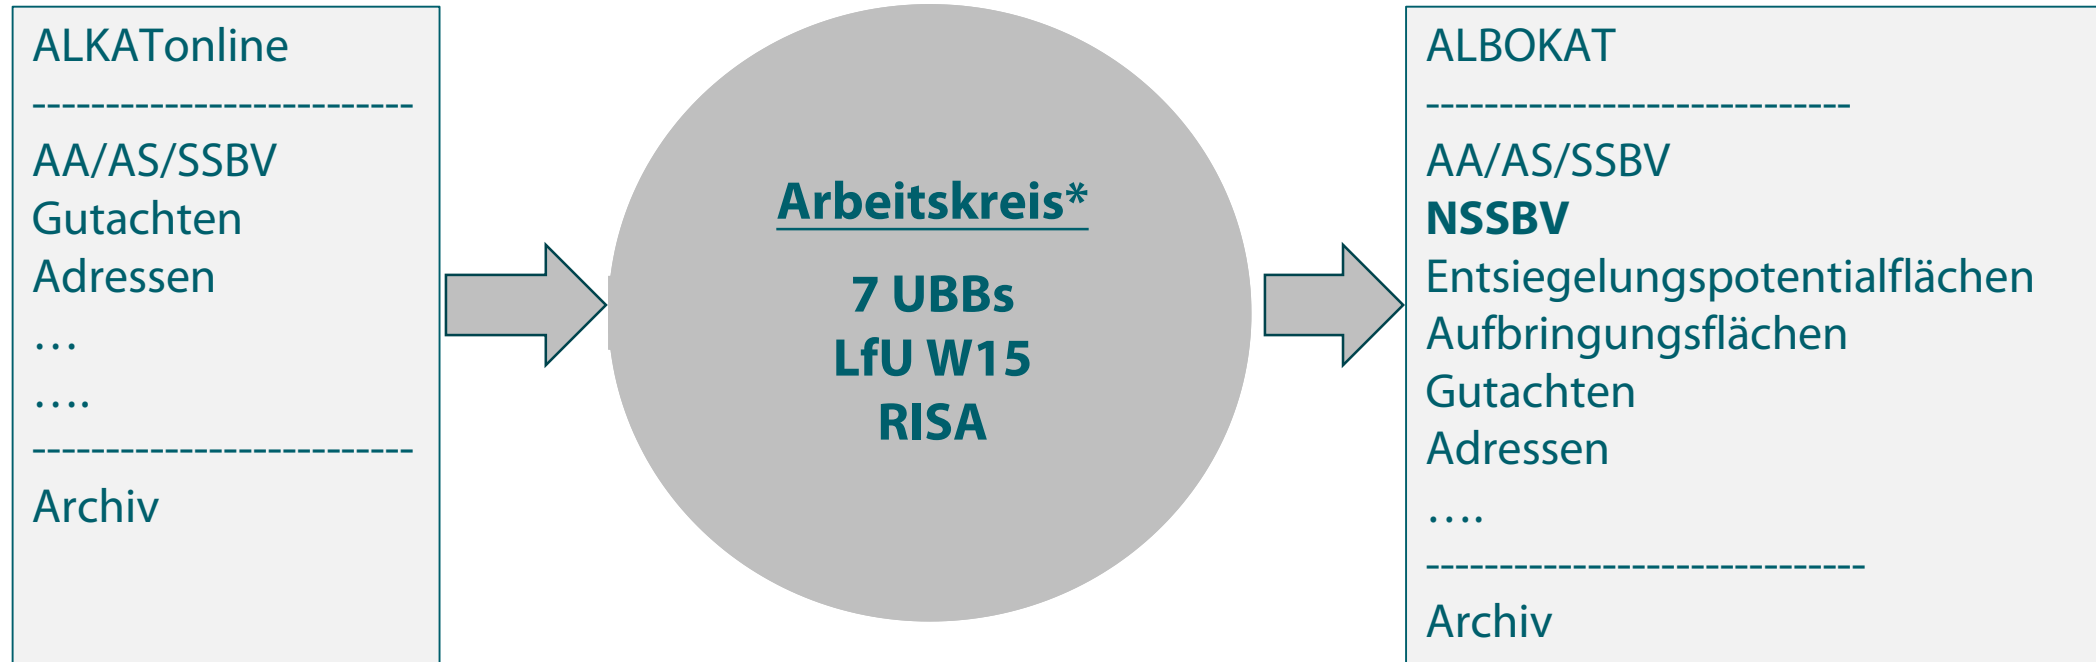 ALKATonline
--------------------------
AA/AS/SSBV
Gutachten
Adressen
…
….
--------------------------
Archiv
Arbeitskreis*
7 UBBs
LfU W15
RISA
ALBOKAT
-----------------------------
AA/AS/SSBV
NSSBV
Entsiegelungspotentialflächen
Aufbringungsflächen
Gutachten
Adressen
….
------------------------------
Archiv